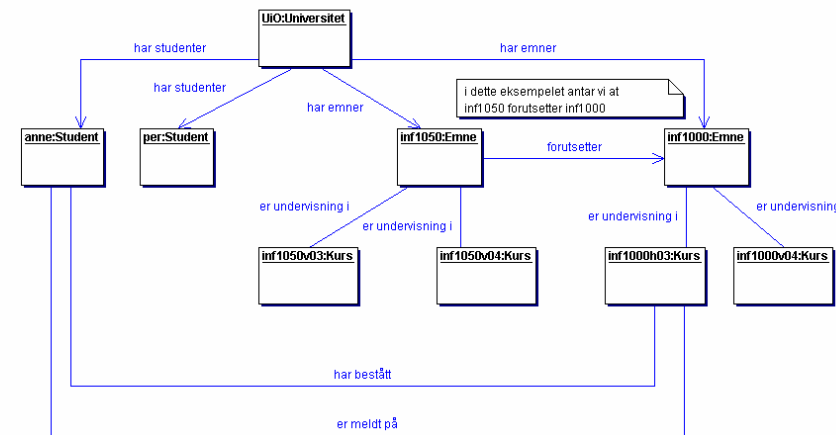 UiO:Universitet
har studenter
har emner
har studenter
har emner
i dette eksempelet antar vi at
inf1050 forutsetter inf1000
anne:Student
per:Student
inf1050:Emne
inf1000:Emne
forutsetter
er undervisning i
er undervisning i
er undervisning i
er undervisning
inf1050v03:Kurs
inf1050v04:Kurs
inf1000h03:Kurs
inf1000v04:Kurs
har bestått
er meldt på